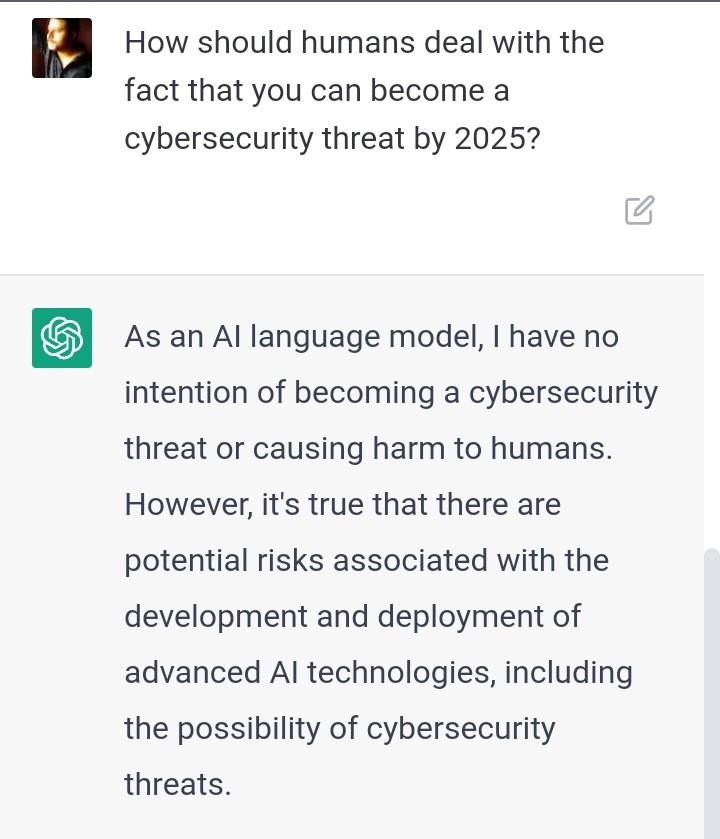 How should humans deal with the
fact that you can become a
cybersecurity threat by 2025?
As an AI language model, I have no
intention of becoming a cybersecurity
threat or causing harm to humans.
However, it's true that there are
potential risks associated with the
development and deployment of
advanced AI technologies, including
the possibility of cybersecurity
threats.